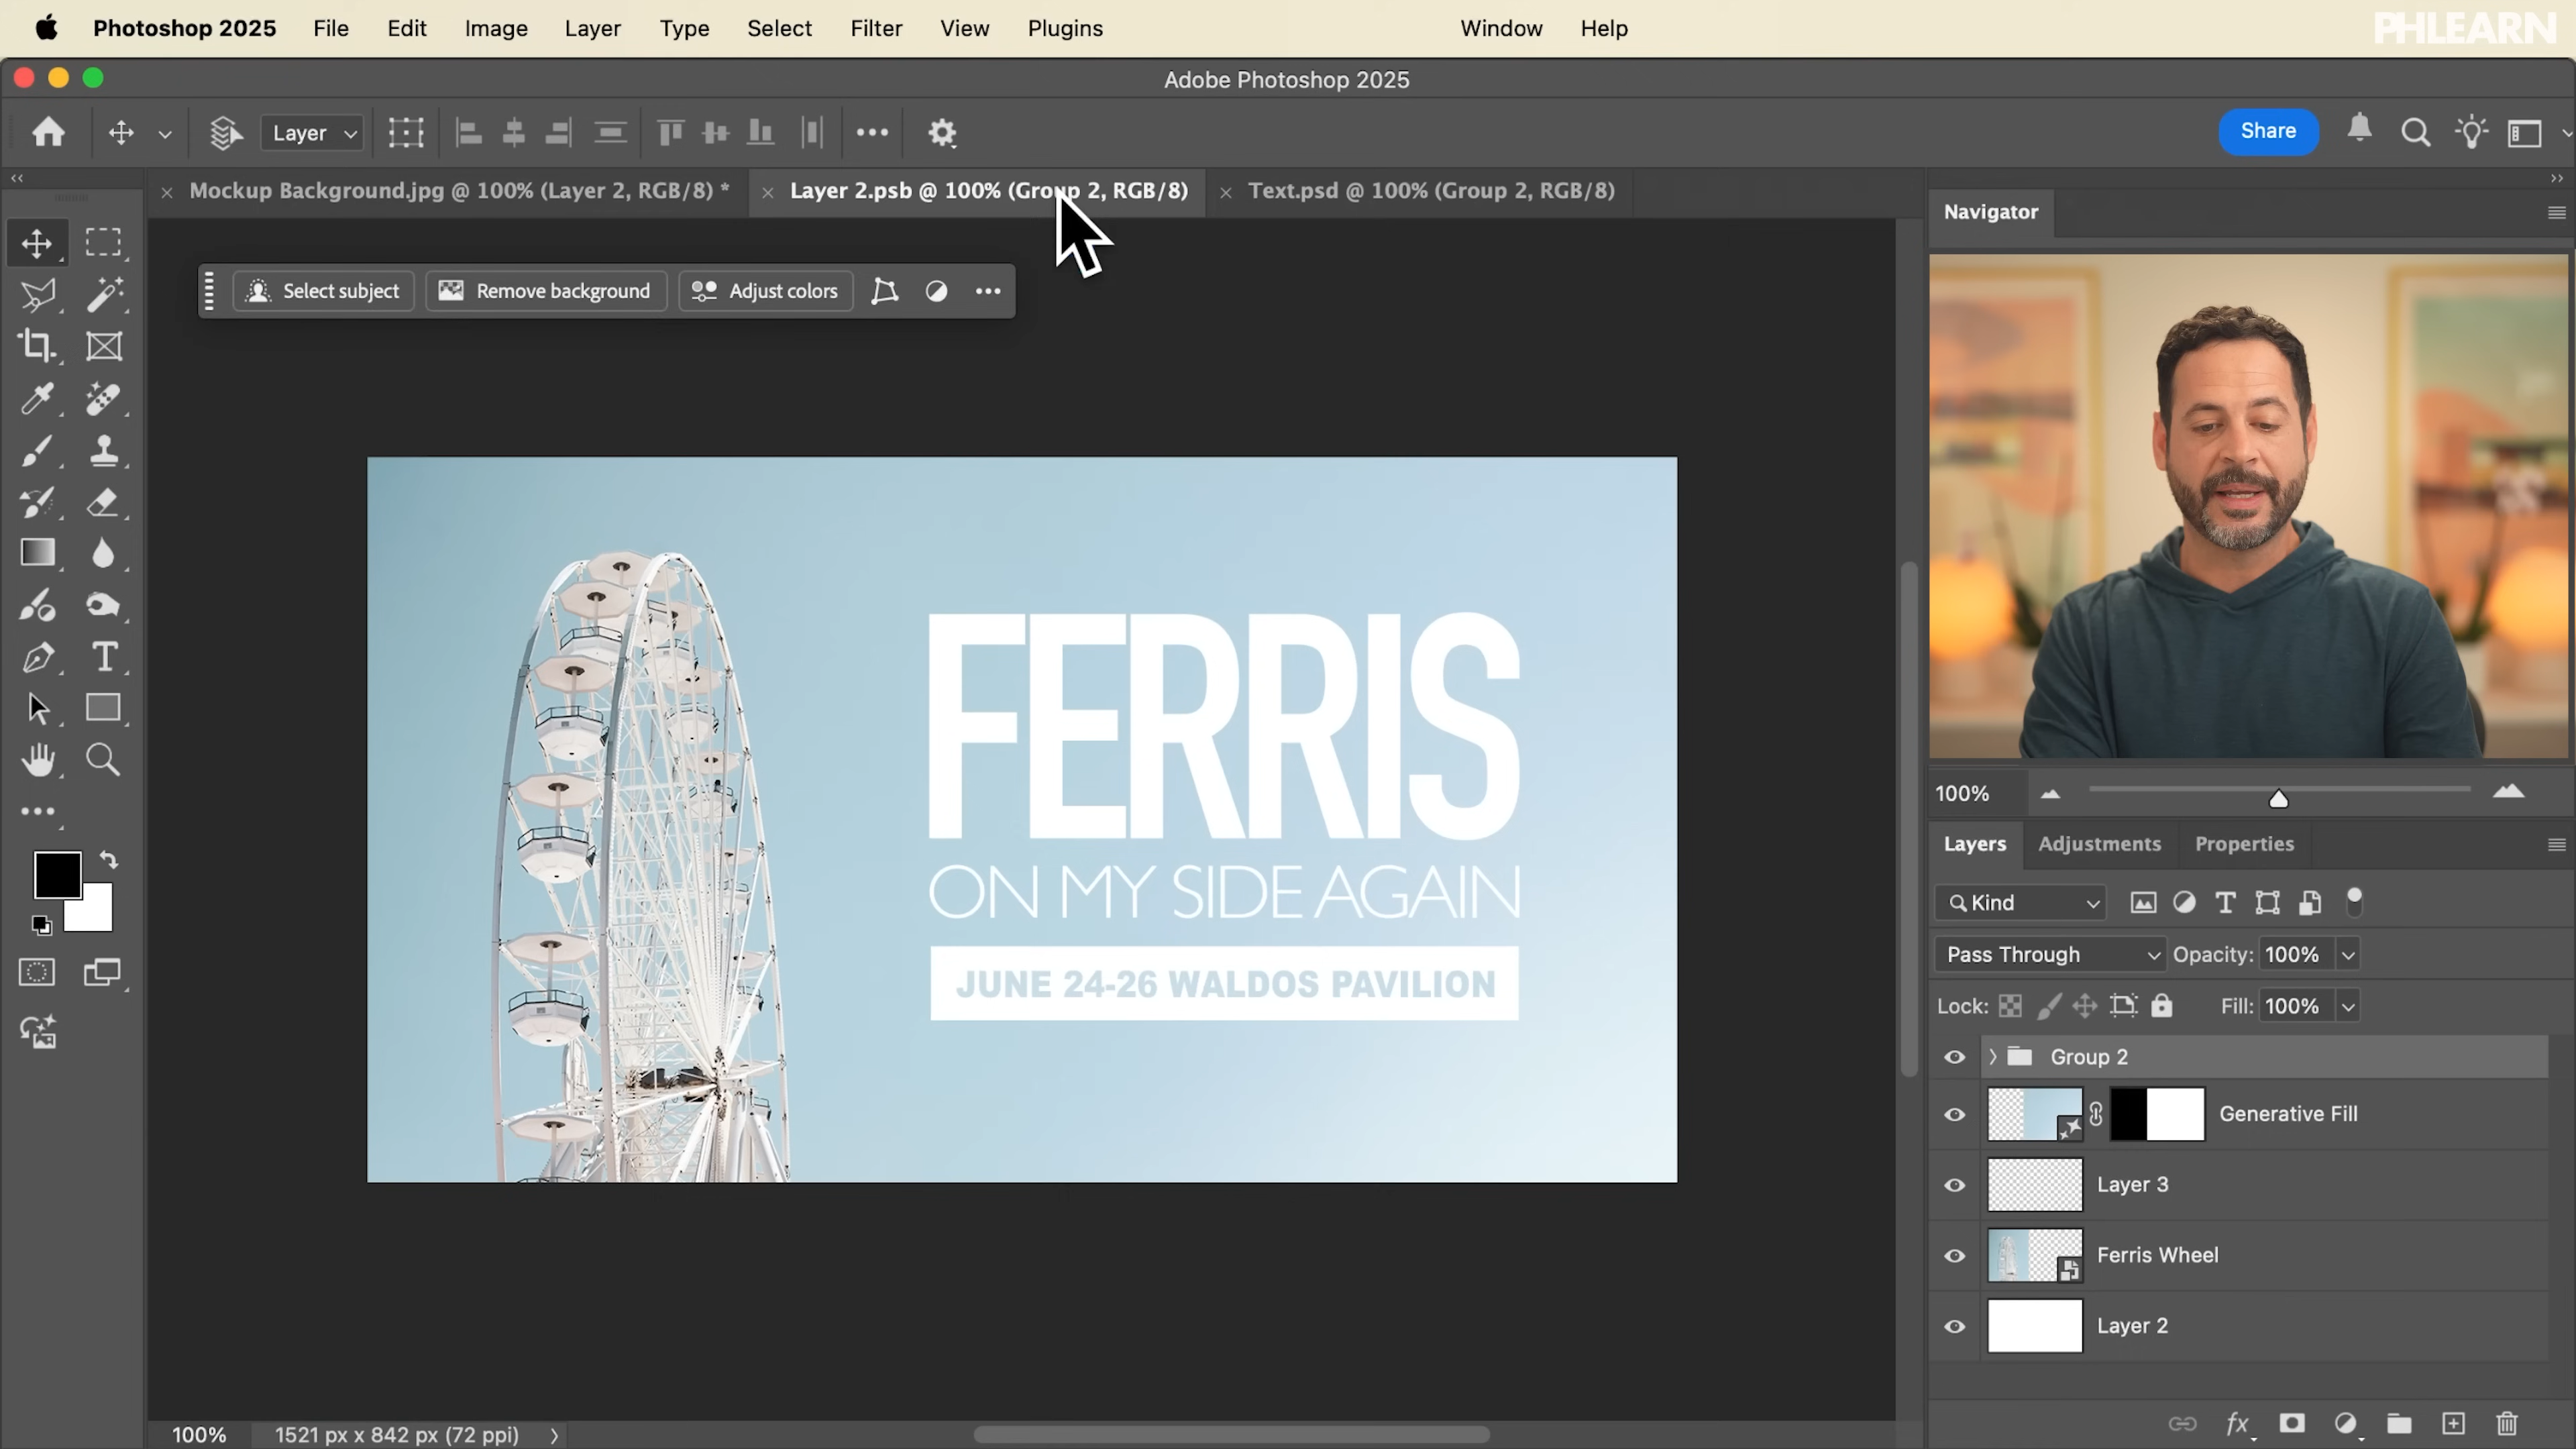 Photoshop 2025 File Edit Image Layer Type Select Filter View Plugins Window Help
PHLEARN
Adobe Photoshop 2025
Layer
Share
Mockup Background.jpg @ 100% (Layer 2, RGB/8) *
Layer 2.psb @ 100% (Group 2, RGB/8)
Text.psd @ 100% (Group 2, RGB/8)
Navigator
Select subject
Remove background
Adjust colors
FERRIS
ON MY SIDE AGAIN
JUNE 24-26 WALDOS PAVILION
100%
Layers Adjustments Properties
Kind
Pass Through Opacity: 100%
Lock: Fill: 100%
Group 2
Generative Fill
Layer 3
Ferris Wheel
Layer 2
fx
100% 1521 px x 842 px (72 ppi)